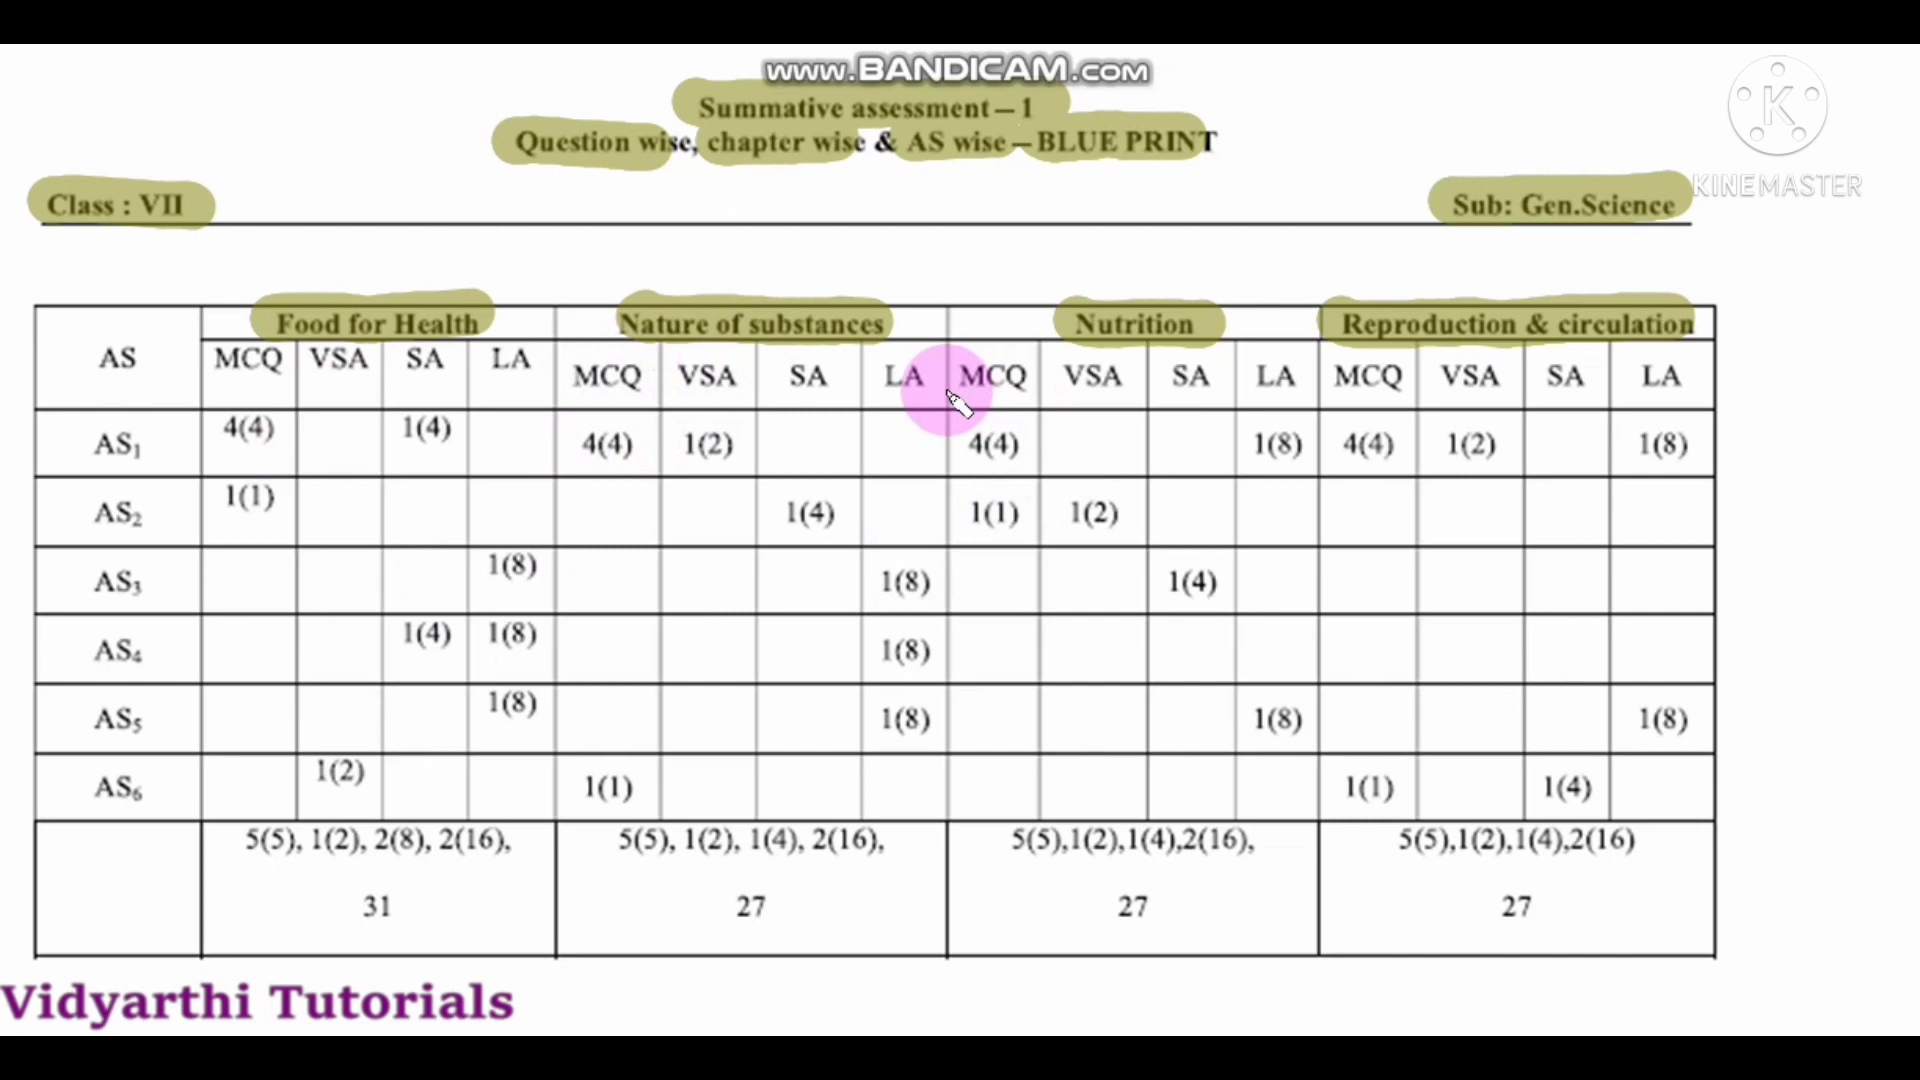 www.BANDICAM.com
Summative assessment – 1
Question wise, chapter wise & AS wise – BLUE PRINT
K
KINEMASTER
Class : VII Sub: Gen.Science
AS Food for Health Nature of substances Nutrition Reproduction & circulation
MCQ VSA SA LA MCQ VSA SA LA MCQ VSA SA LA MCQ VSA SA LA
AS₁ 4(4) 1(4) 4(4) 1(2) 4(4) 1(8) 4(4) 1(2) 1(8)
AS₂ 1(1) 1(4) 1(1) 1(2)
AS₃ 1(8) 1(8) 1(4)
AS₄ 1(4) 1(8) 1(8)
AS₅ 1(8) 1(8) 1(8) 1(8)
AS₆ 1(2) 1(1) 1(1) 1(4)
5(5), 1(2), 2(8), 2(16), 5(5), 1(2), 1(4), 2(16), 5(5),1(2),1(4),2(16), 5(5),1(2),1(4),2(16)
31 27 27 27
Vidyarthi Tutorials